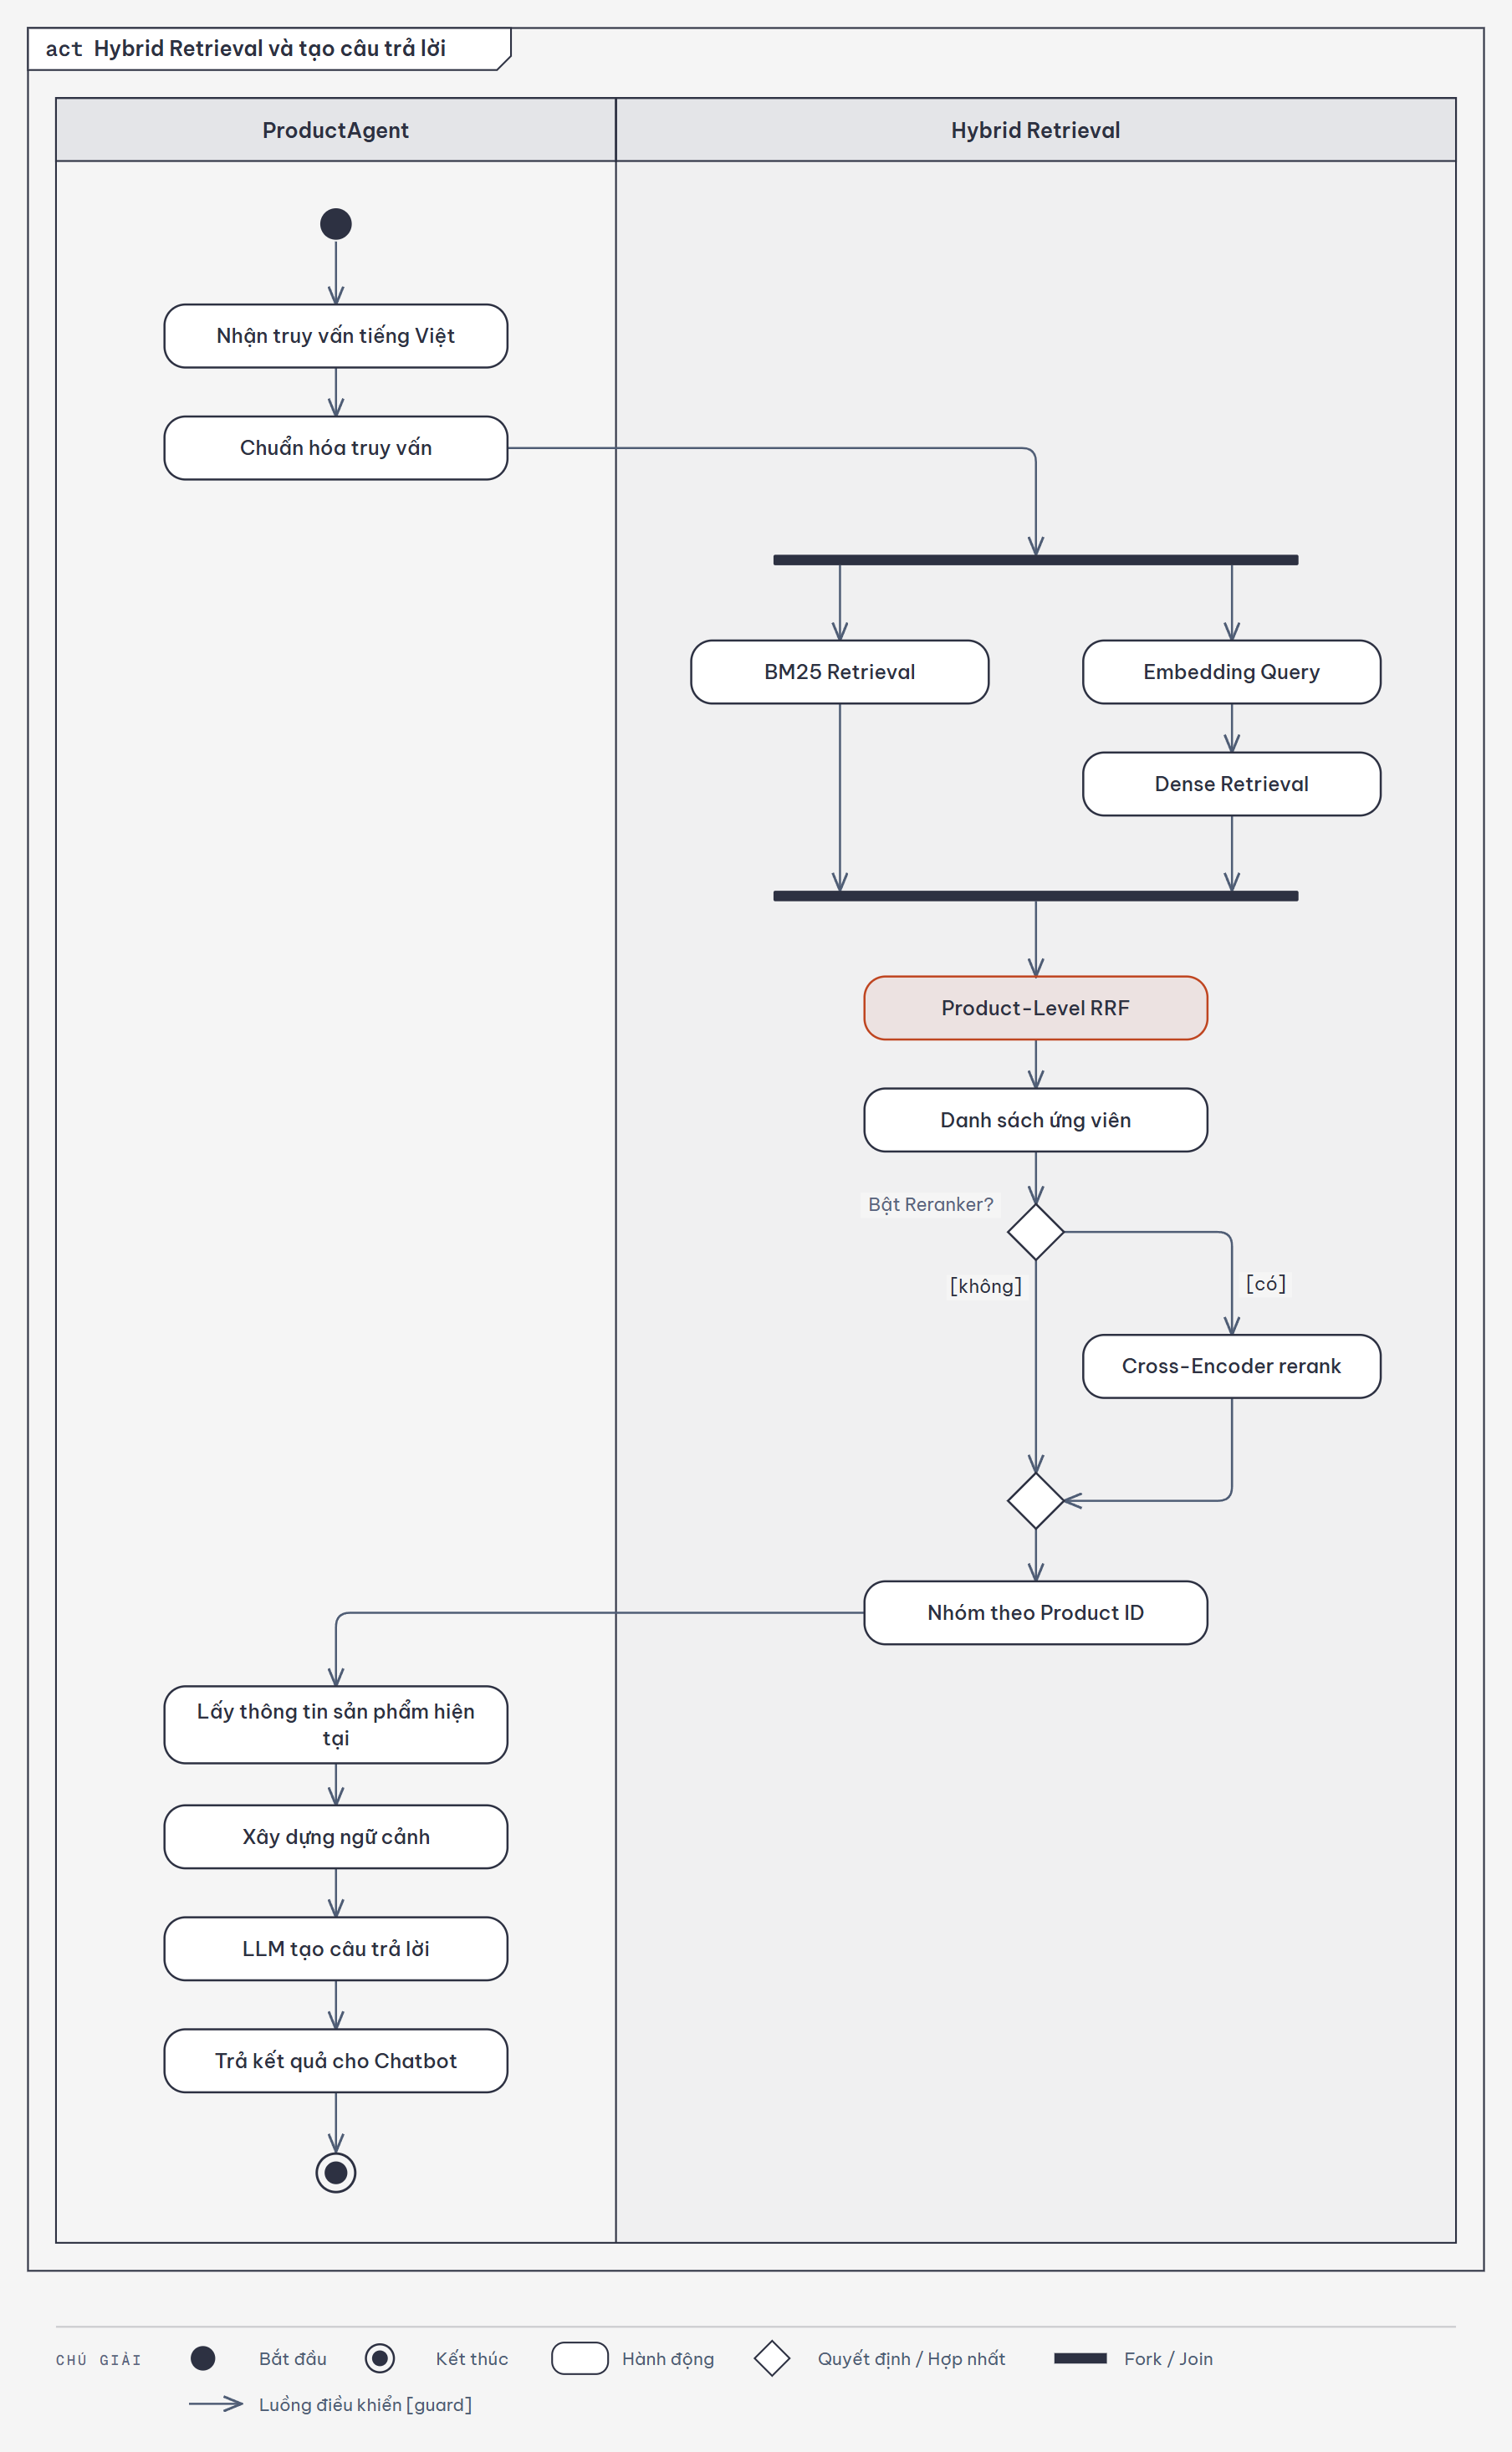 act Hybrid Retrieval và tạo câu trả lời
ProductAgent
Hybrid Retrieval
Nhận truy vấn tiếng Việt
Chuẩn hóa truy vấn
BM25 Retrieval
Embedding Query
Dense Retrieval
Product-Level RRF
Danh sách ứng viên
Bật Reranker?
[không]
[có]
Cross-Encoder rerank
Nhóm theo Product ID
Lấy thông tin sản phẩm hiện
tại
Xây dựng ngữ cảnh
LLM tạo câu trả lời
Trả kết quả cho Chatbot
CHÚ GIẢI
Bắt đầu
Kết thúc
Hành động
Quyết định / Hợp nhất
Fork / Join
Luồng điều khiển [guard]